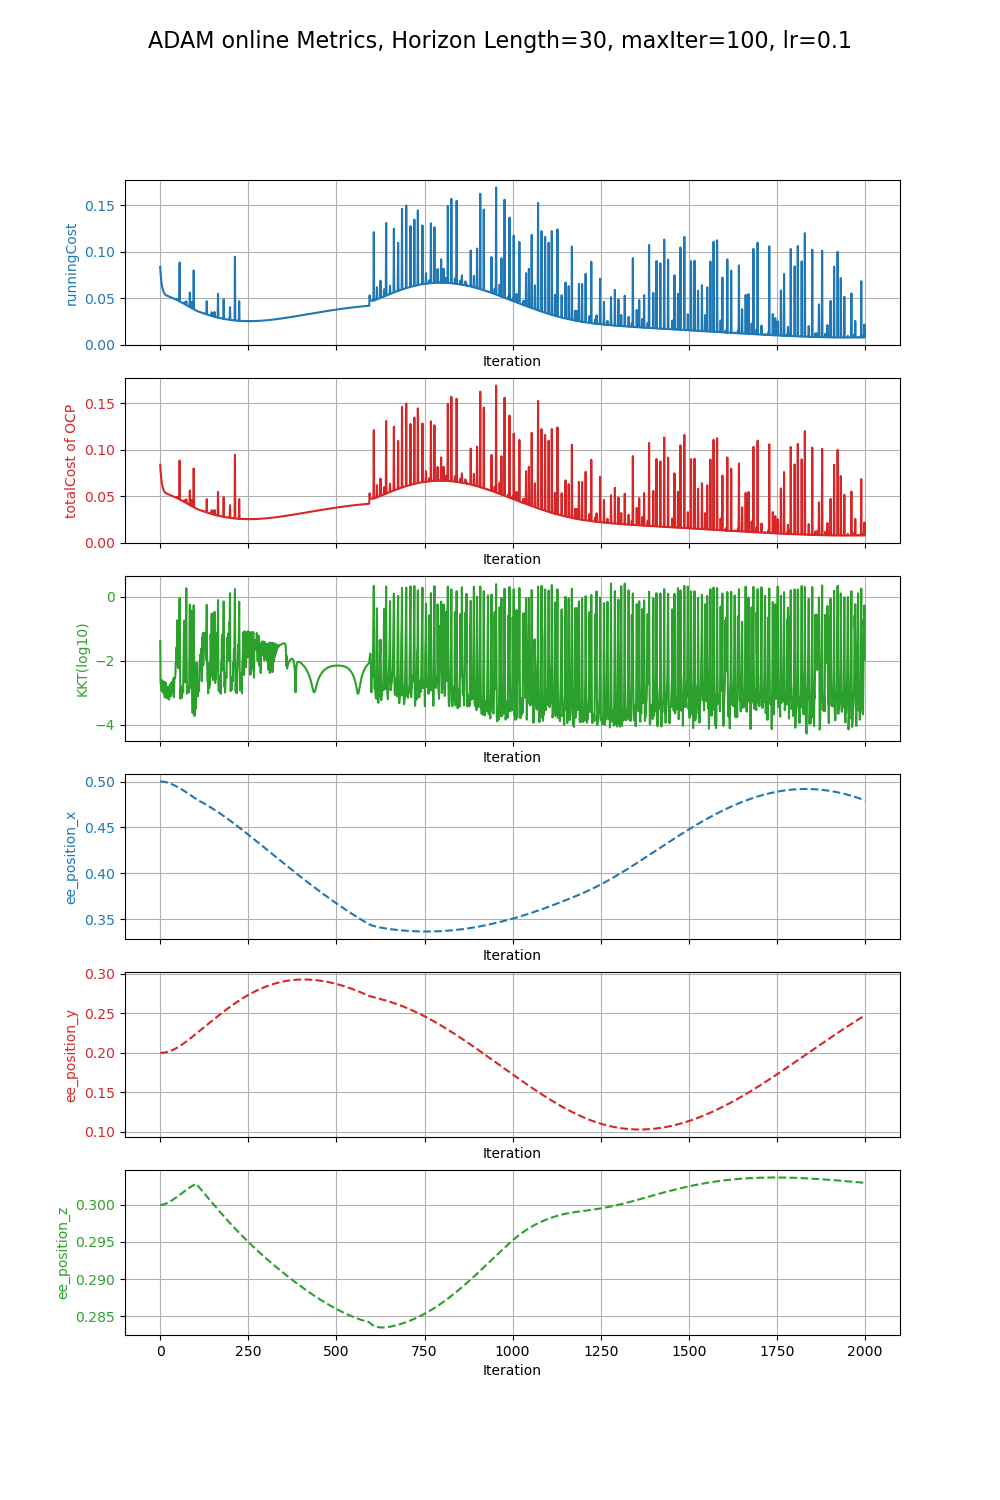 ADAM online Metrics, Horizon Length=30, maxIter=100, lr=0.1
runningCost
0.15
0.10
0.05
0.00
Iteration
totalCost of OCP
0.15
0.10
0.05
0.00
Iteration
KKT(log10)
0
−2
−4
Iteration
ee_position_x
0.50
0.45
0.40
0.35
Iteration
ee_position_y
0.30
0.25
0.20
0.15
0.10
Iteration
ee_position_z
0.300
0.295
0.290
0.285
0 250 500 750 1000 1250 1500 1750 2000
Iteration